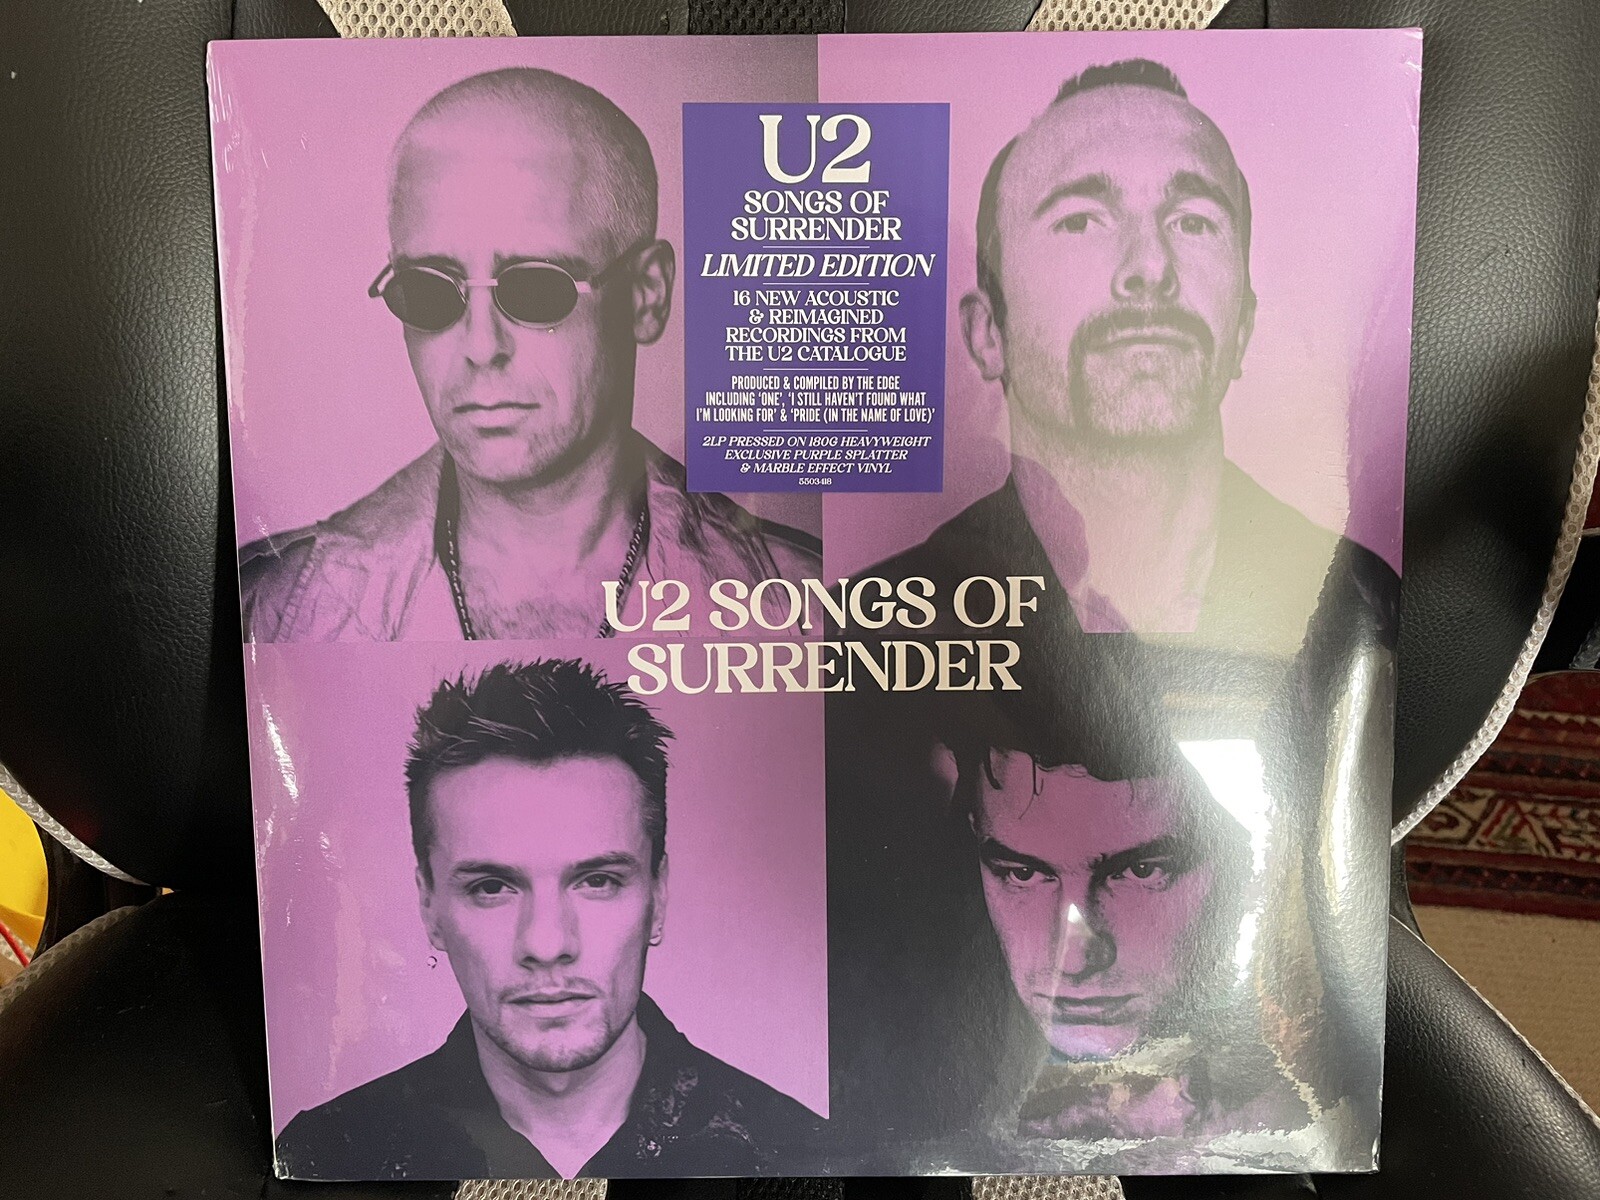 U2
SONGS OF
SURRENDER
LIMITED EDITION
16 NEW ACOUSTIC
& REIMAGINED
RECORDINGS FROM
THE U2 CATALOGUE
PRODUCED & COMPILED BY THE EDGE
INCLUDING ‘ONE’, ‘I STILL HAVEN’T FOUND WHAT
I’M LOOKING FOR’ & ‘PRIDE (IN THE NAME OF LOVE)’
2LP PRESSED ON 180G HEAVYWEIGHT
EXCLUSIVE PURPLE SPLATTER
& MARBLE EFFECT VINYL
5503418
U2 SONGS OF
SURRENDER